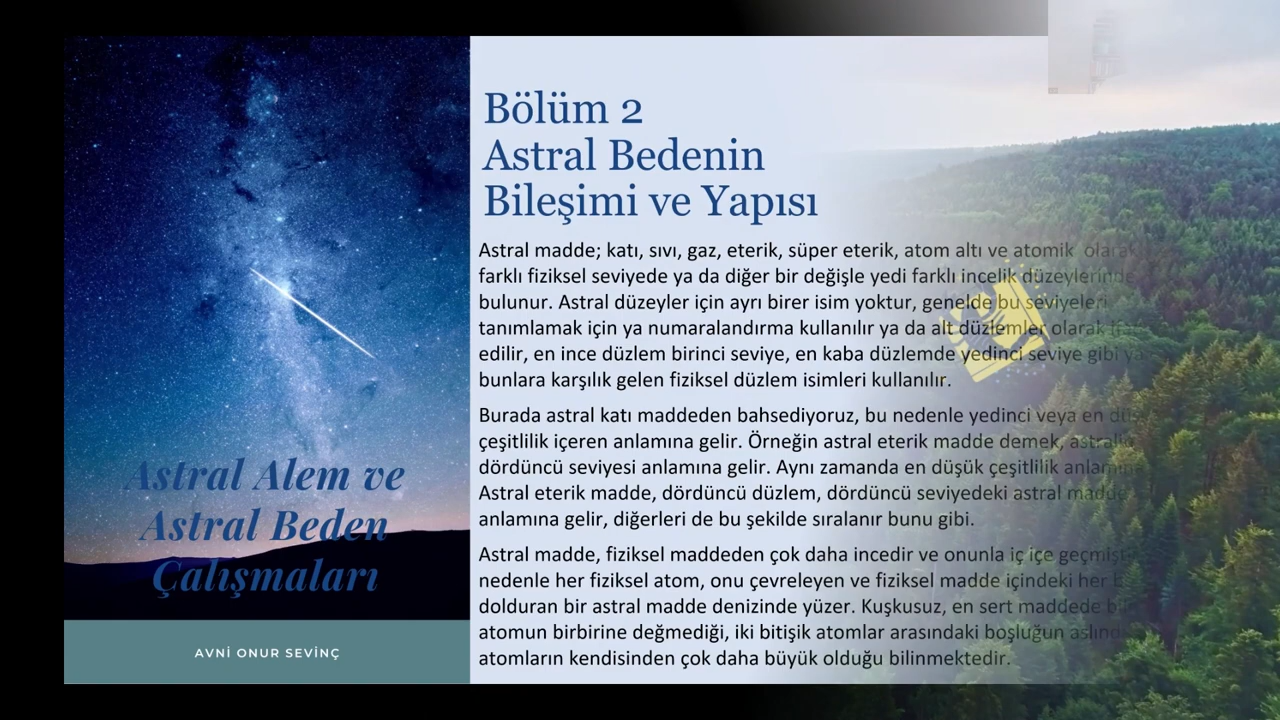 Astral Alem ve
Astral Beden
Çalışmaları
AVNİ ONUR SEVİNÇ
Bölüm 2
Astral Bedenin
Bileşimi ve Yapısı
Astral madde; katı, sıvı, gaz, eterik, süper eterik, atom altı ve atomik olarak
farklı fiziksel seviyede ya da diğer bir değişle yedi farklı incelik düzeylerinde
bulunur. Astral düzeyler için ayrı birer isim yoktur, genelde bu seviyeleri
tanımlamak için ya numaralandırma kullanılır ya da alt düzlemler olarak
edilir, en ince düzlem birinci seviye, en kaba düzlemde yedinci seviye gibi
bunlara karşılık gelen fiziksel düzlem isimleri kullanılır.
Burada astral katı maddeden bahsediyoruz, bu nedenle yedinci veya en
çeşitlilik içeren anlamına gelir. Örneğin astral eterik madde demek,
dördüncü seviyesi anlamına gelir. Aynı zamanda en düşük çeşitlilik
Astral eterik madde, dördüncü düzlem, dördüncü seviyedeki astral madde
anlamına gelir, diğerleri de bu şekilde sıralanır bunu gibi.
Astral madde, fiziksel maddeden çok daha incedir ve onunla iç içe
nedenle her fiziksel atom, onu çevreleyen ve fiziksel madde içindeki her
dolduran bir astral madde denizinde yüzer. Kuşkusuz, en sert maddede
atomun birbirine değmediği, iki bitişik atomlar arasındaki boşluğun
atomların kendisinden çok daha büyük olduğu bilinmektedir.